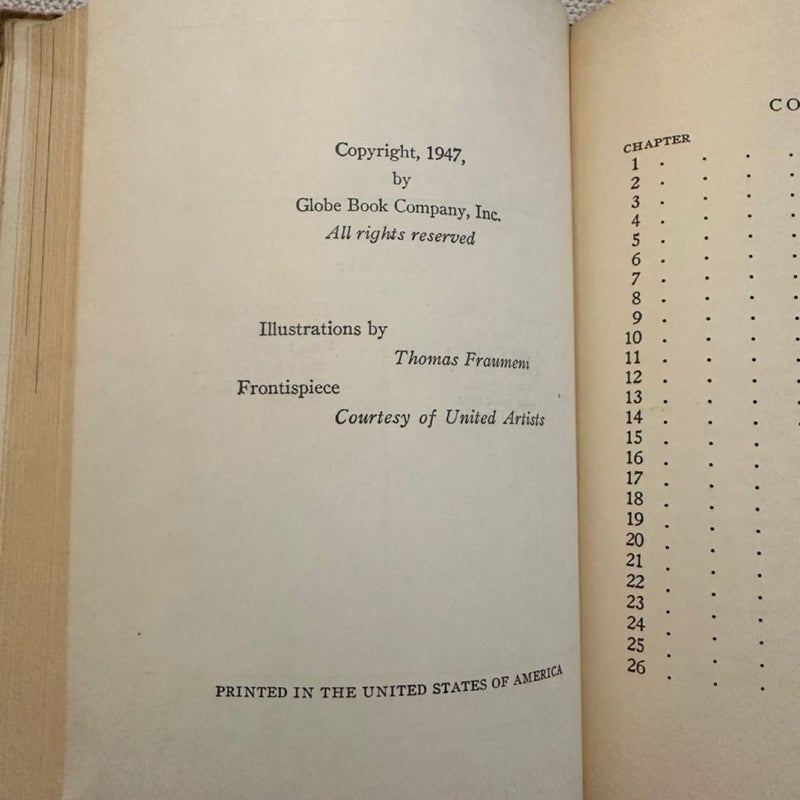 Copyright, 1947,
by
Globe Book Company, Inc.
All rights reserved
Illustrations by
Thomas Fraumeni
Frontispiece
Courtesy of United Artists
PRINTED IN THE UNITED STATES OF AMERICA
CO
CHAPTER
1 . . . .
2 . . . .
3 . . . .
4 . . . .
5 . . . .
6 . . . .
7 . . . .
8 . . . .
9 . . . .
10 . . . .
11 . . . .
12 . . . .
13 . . . .
14 . . . .
15 . . .
16 . . .
17 . . .
18 . . .
19 . . .
20 . . .
21 . . .
22 . . .
23 . . .
24 . . .
25 . . .
26 . . .